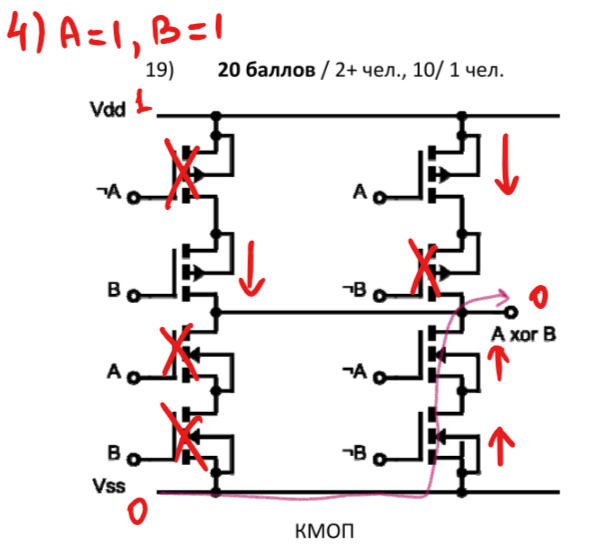 4) A=1, B=1
19) 20 баллов / 2+ чел., 10/ 1 чел.
Vdd 1
¬A A
B ¬B
0
A xor B
A ¬A
B ¬B
Vss
0
КМОП